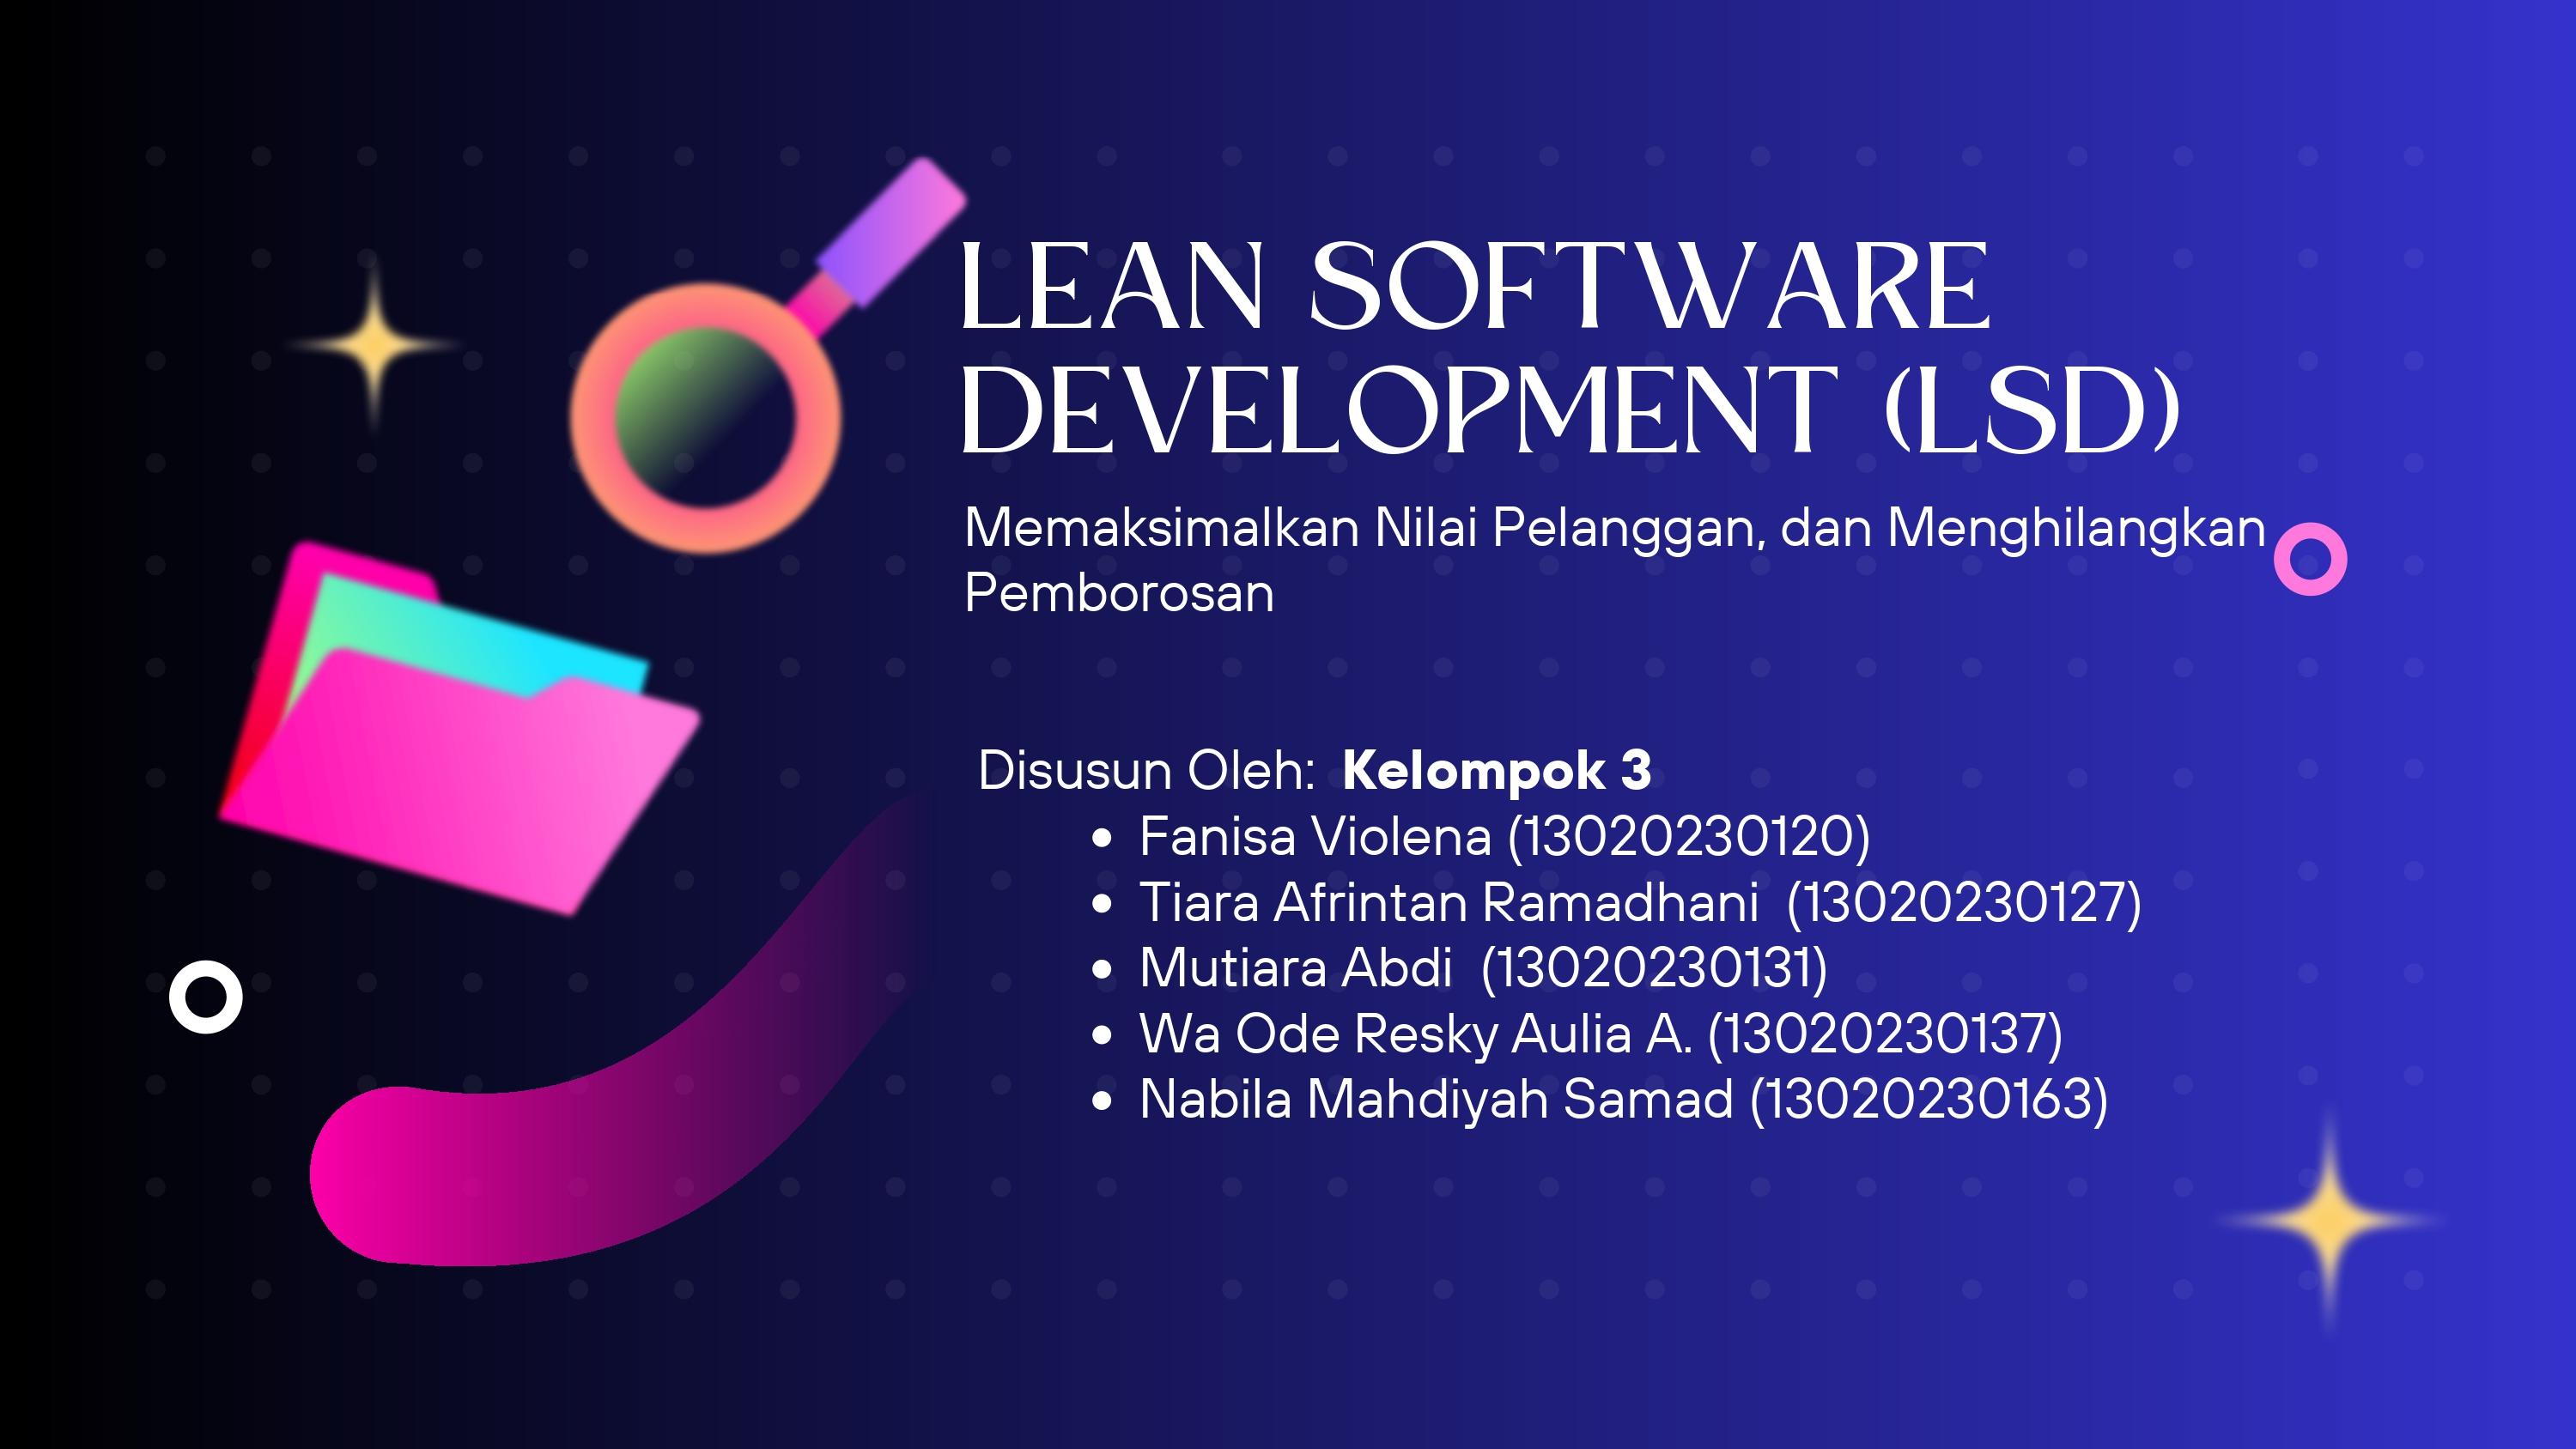 LEAN SOFTWARE
DEVELOPMENT (LSD)
Memaksimalkan Nilai Pelanggan, dan Menghilangkan
Pemborosan
Disusun Oleh: Kelompok 3
• Fanisa Violena (13020230120)
• Tiara Afrintan Ramadhani (13020230127)
• Mutiara Abdi (13020230131)
• Wa Ode Resky Aulia A. (13020230137)
• Nabila Mahdiyah Samad (13020230163)